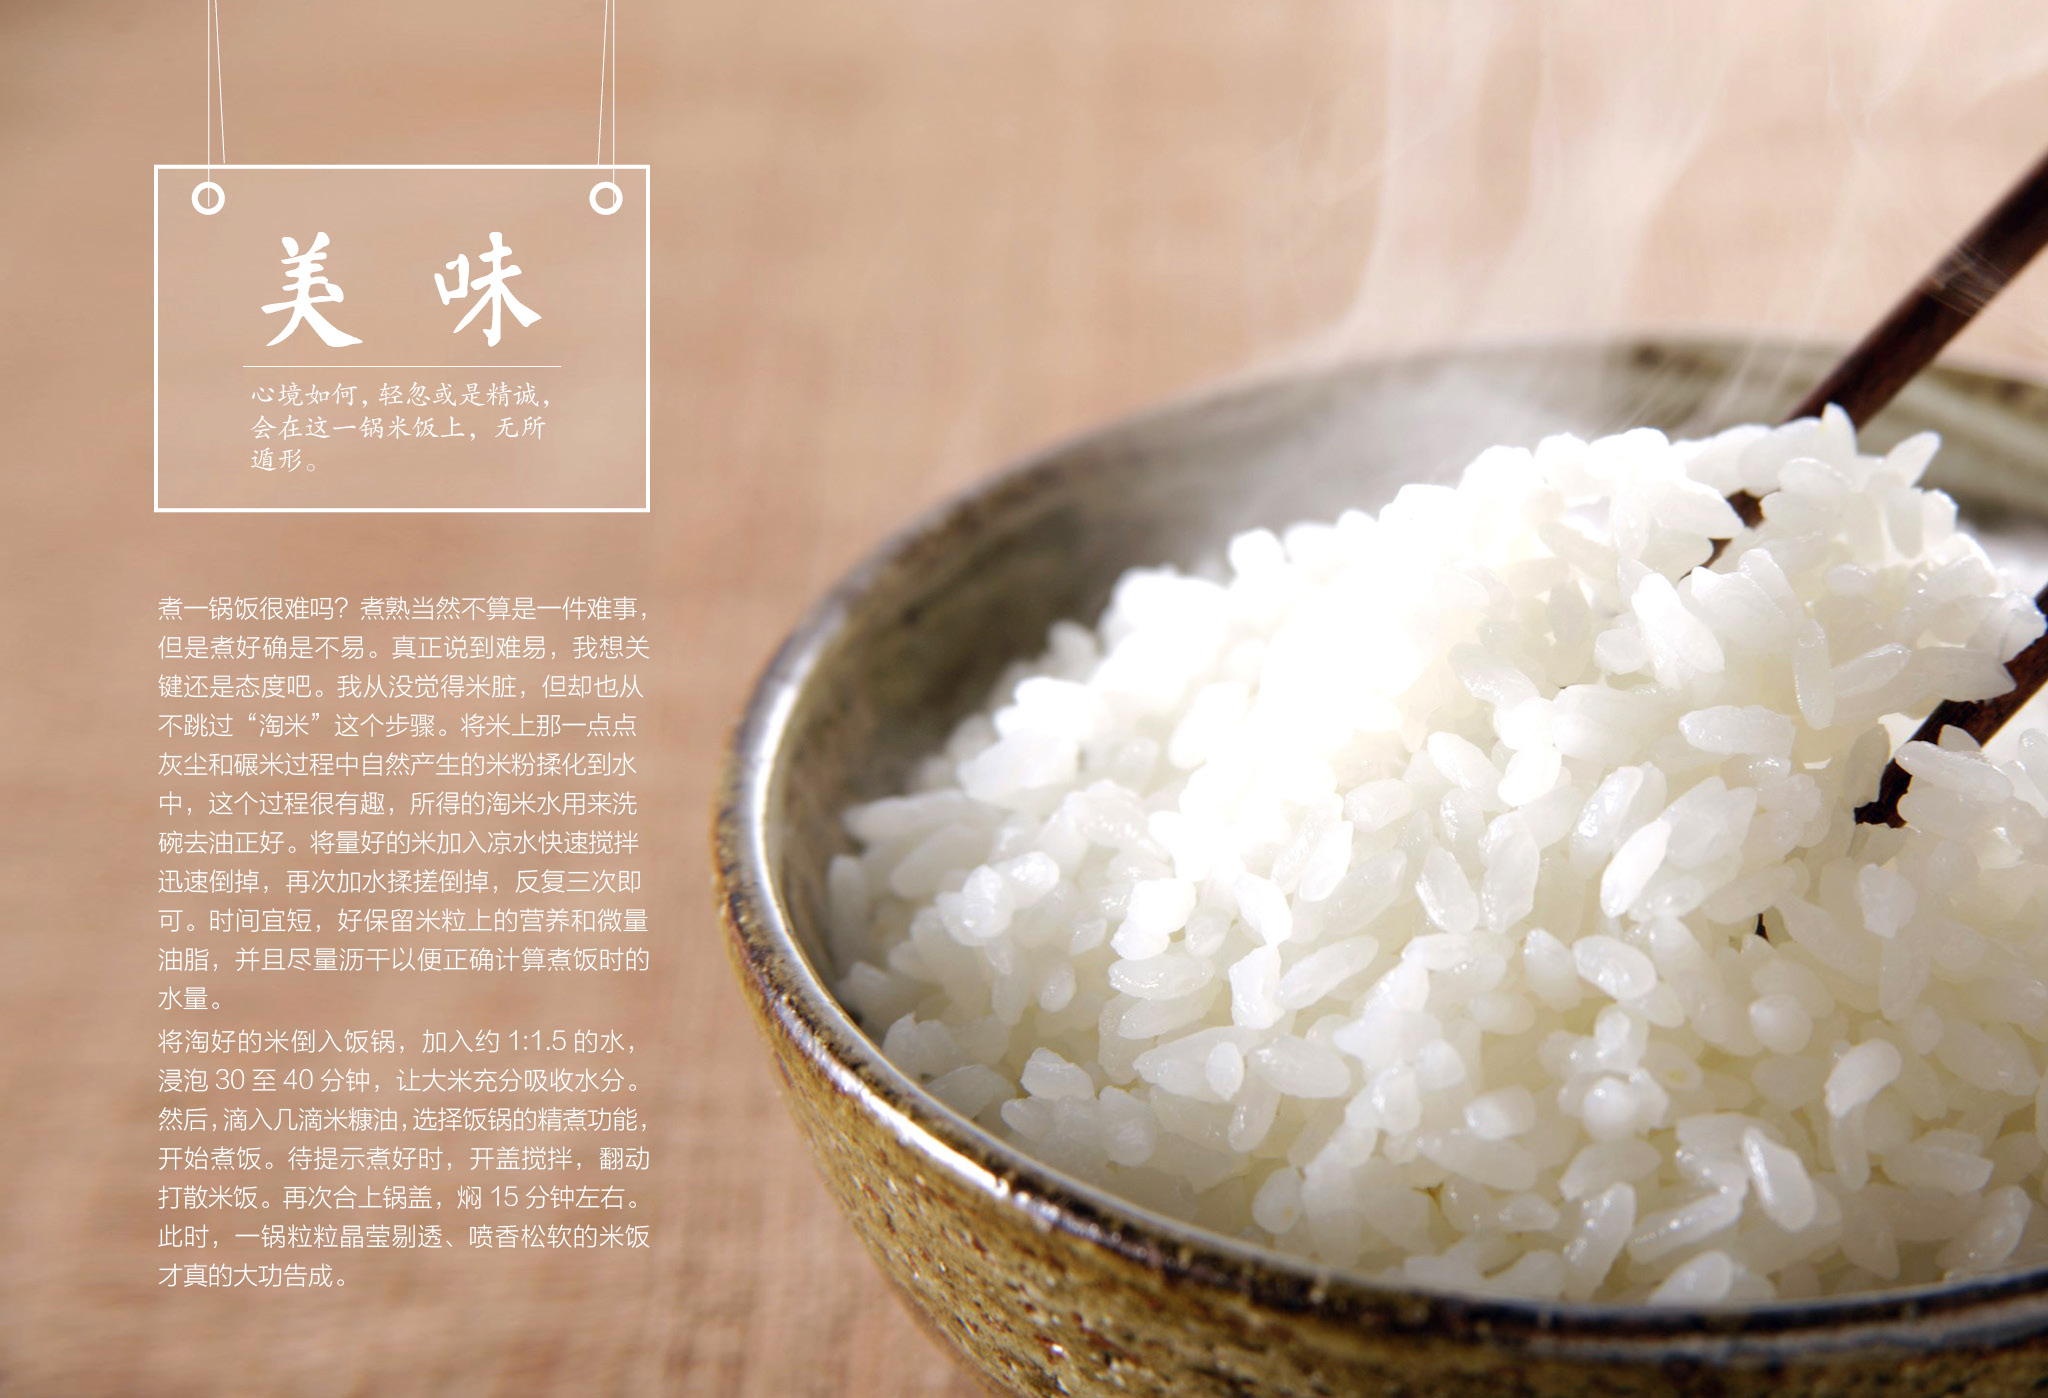 美味
心境如何，轻忽或是精诚，
会在这一锅米饭上，无所
遁形。
煮一锅饭很难吗？煮熟当然不算是一件难事，
但是煮好确是不易。真正说到难易，我想关
键还是态度吧。我从没觉得米脏，但却也从
不跳过“淘米”这个步骤。将米上那一点点
灰尘和碾米过程中自然产生的米粉揉化到水
中，这个过程很有趣，所得的淘米水用来洗
碗去油正好。将量好的米加入凉水快速搅拌
迅速倒掉，再次加水揉搓倒掉，反复三次即
可。时间宜短，好保留米粒上的营养和微量
油脂，并且尽量沥干以便正确计算煮饭时的
水量。
将淘好的米倒入饭锅，加入约 1:1.5 的水，
浸泡 30 至 40 分钟，让大米充分吸收水分。
然后，滴入几滴米糠油，选择饭锅的精煮功能，
开始煮饭。待提示煮好时，开盖搅拌，翻动
打散米饭。再次合上锅盖，焖 15 分钟左右。
此时，一锅粒粒晶莹剔透、喷香松软的米饭
才真的大功告成。